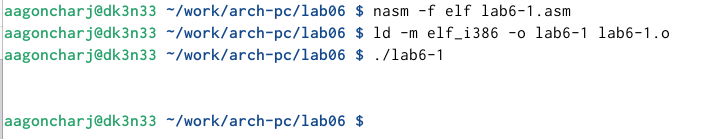 aagoncharj@dk3n33 ~/work/arch-pc/lab06 $ nasm -f elf lab6-1.asm
aagoncharj@dk3n33 ~/work/arch-pc/lab06 $ ld -m elf_i386 -o lab6-1 lab6-1.o
aagoncharj@dk3n33 ~/work/arch-pc/lab06 $ ./lab6-1
aagoncharj@dk3n33 ~/work/arch-pc/lab06 $